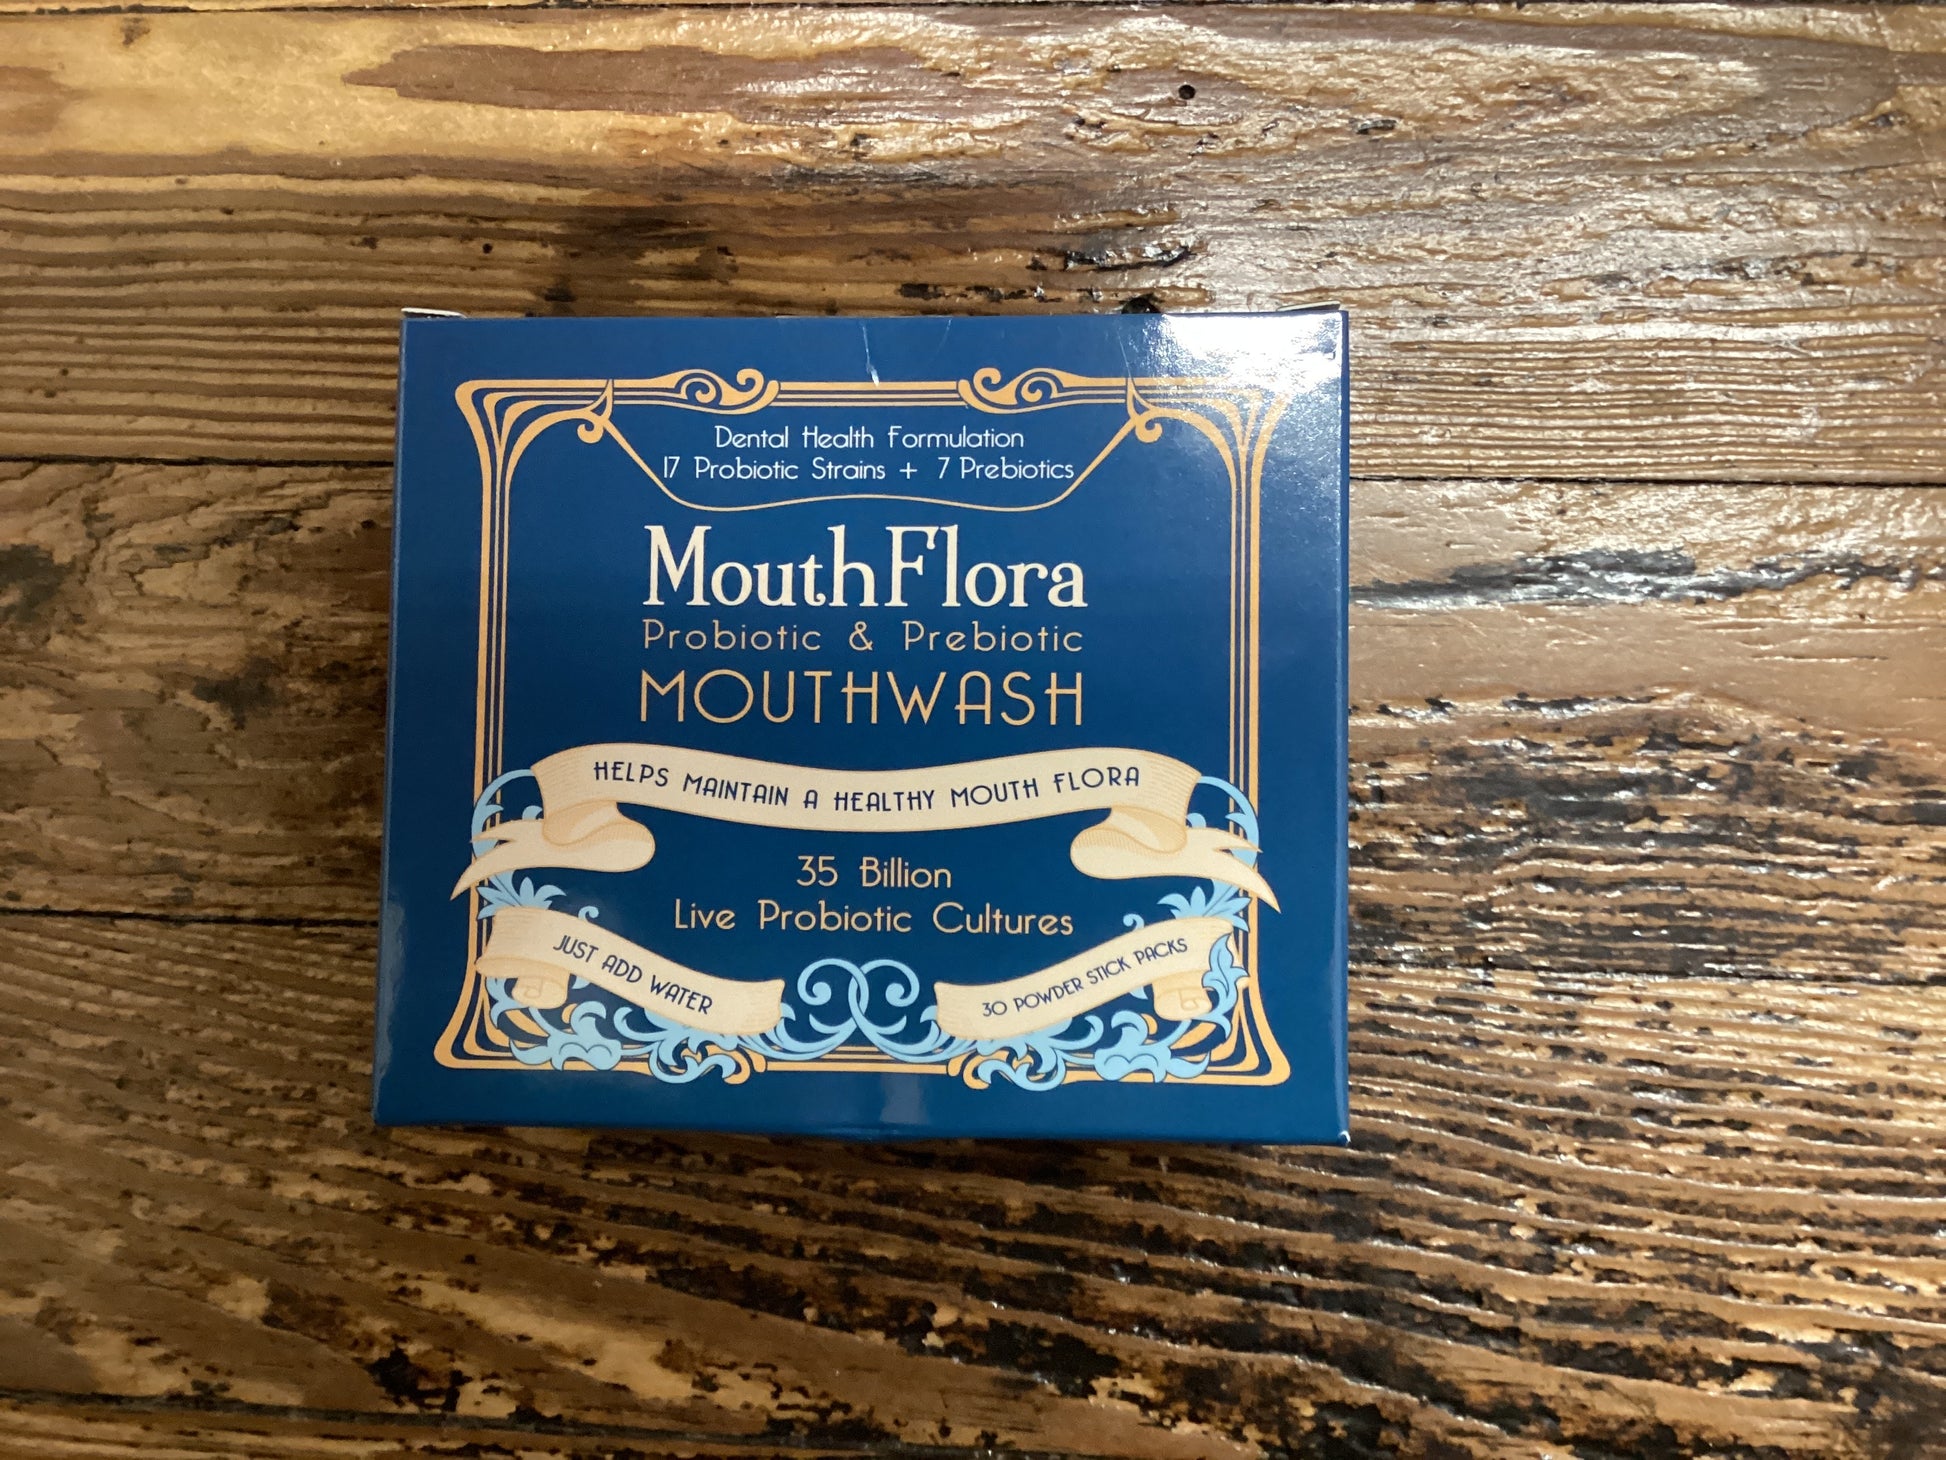 Dental Health Formulation
17 Probiotic Strains + 7 Prebiotics
MouthFlora
Probiotic & Prebiotic
MOUTHWASH
HELPS MAINTAIN A HEALTHY MOUTH FLORA
35 Billion
Live Probiotic Cultures
JUST ADD WATER
30 POWDER STICK PACKS